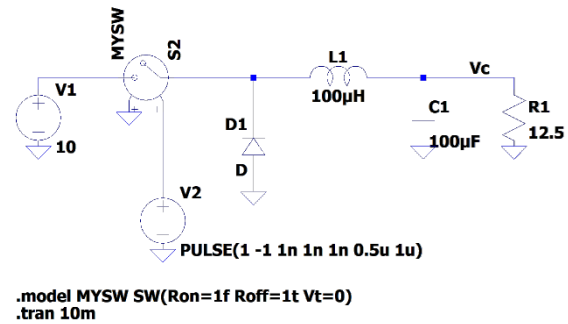 MYSW
S2
V1
10
+
-
L1
100µH
Vc
D1
D
C1
100µF
R1
12.5
V2
PULSE(1 -1 1n 1n 1n 0.5u 1u)
.model MYSW SW(Ron=1f Roff=1t Vt=0)
.tran 10m